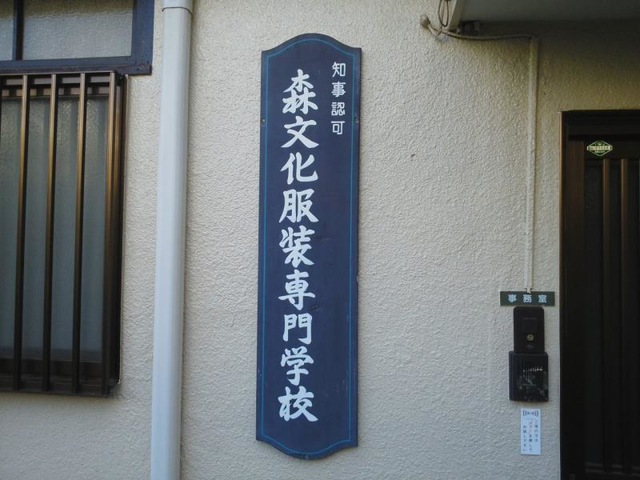 知事認可
森文化服装専門学校
事務室